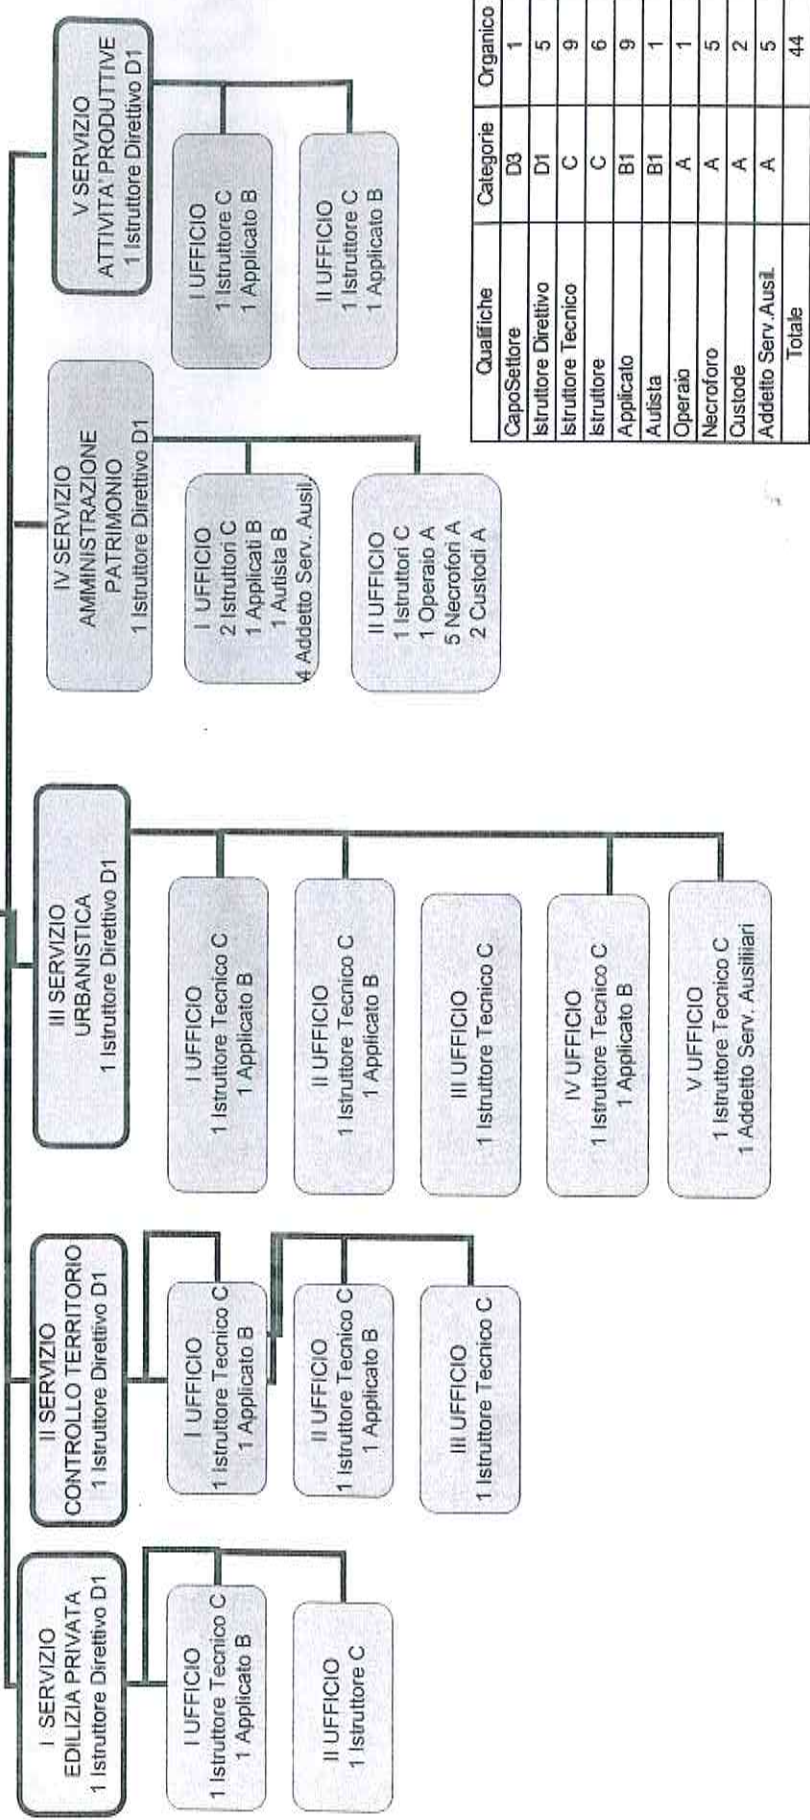 I SERVIZIO
EDILIZIA PRIVATA
1 Istruttore Direttivo D1
I UFFICIO
1 Istruttore Tecnico C
1 Applicato B
II UFFICIO
1 Istruttore C
II SERVIZIO
CONTROLLO TERRITORIO
1 Istruttore Direttivo D1
I UFFICIO
1 Istruttore Tecnico C
1 Applicato B
II UFFICIO
1 Istruttore Tecnico C
1 Applicato B
III UFFICIO
1 Istruttore Tecnico C
III SERVIZIO
URBANISTICA
1 Istruttore Direttivo D1
I UFFICIO
1 Istruttore Tecnico C
1 Applicato B
II UFFICIO
1 Istruttore Tecnico C
1 Applicato B
III UFFICIO
1 Istruttore Tecnico C
IV UFFICIO
1 Istruttore Tecnico C
1 Applicato B
V UFFICIO
1 Istruttore Tecnico C
1 Addetto Serv. Ausiliiari
IV SERVIZIO
AMMINISTRAZIONE
PATRIMONIO
1 Istruttore Direttivo D1
I UFFICIO
2 Istruttori C
1 Applicati B
1 Autista B
4 Addetto Serv. Ausil.
II UFFICIO
1 Istruttori C
1 Operaio A
5 Necrofori A
2 Custodi A
V SERVIZIO
ATTIVITA' PRODUTTIVE
1 Istruttore Direttivo D1
I UFFICIO
1 Istruttore C
1 Applicato B
II UFFICIO
1 Istruttore C
1 Applicato B
Qualifiche Categorie Organico
CapoSettore D3 1
Istruttore Direttivo D1 5
Istruttore Tecnico C 9
Istruttore C 6
Applicato B1 9
Autista B1 1
Operaio A 1
Necroforo A 5
Custode A 2
Addetto Serv.Ausil. A 5
Totale 44